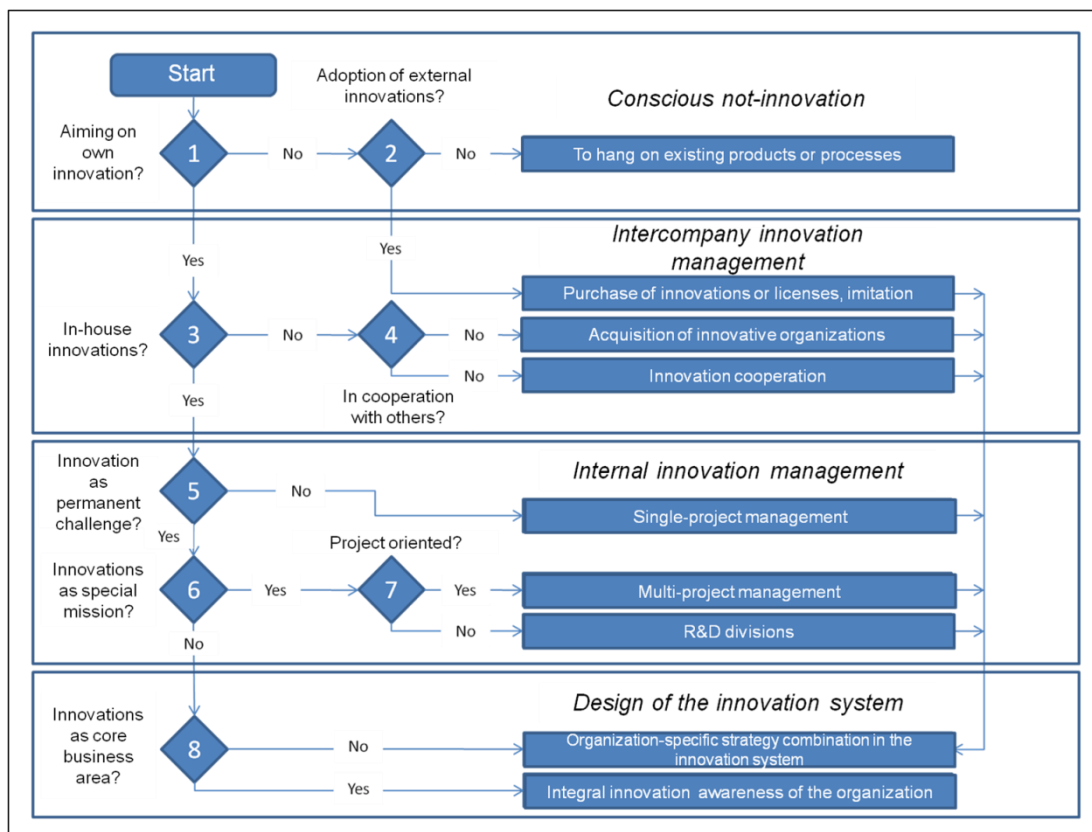 Start
Adoption of external
innovations?
Conscious not-innovation
Aiming on
own
innovation?
1
No
2
No
To hang on existing products or processes
Intercompany innovation
management
Yes
Yes
Purchase of innovations or licenses, imitation
In-house
innovations?
3
No
4
No
Acquisition of innovative organizations
No
Innovation cooperation
Yes
In cooperation
with others?
Innovation
as
permanent
challenge?
5
No
Internal innovation management
Single-project management
Yes
Project oriented?
Innovations
as special
mission?
6
Yes
7
Yes
Multi-project management
No
R&D divisions
No
Design of the innovation system
Innovations
as core
business
area?
8
No
Organization-specific strategy combination in the
innovation system
Yes
Integral innovation awareness of the organization